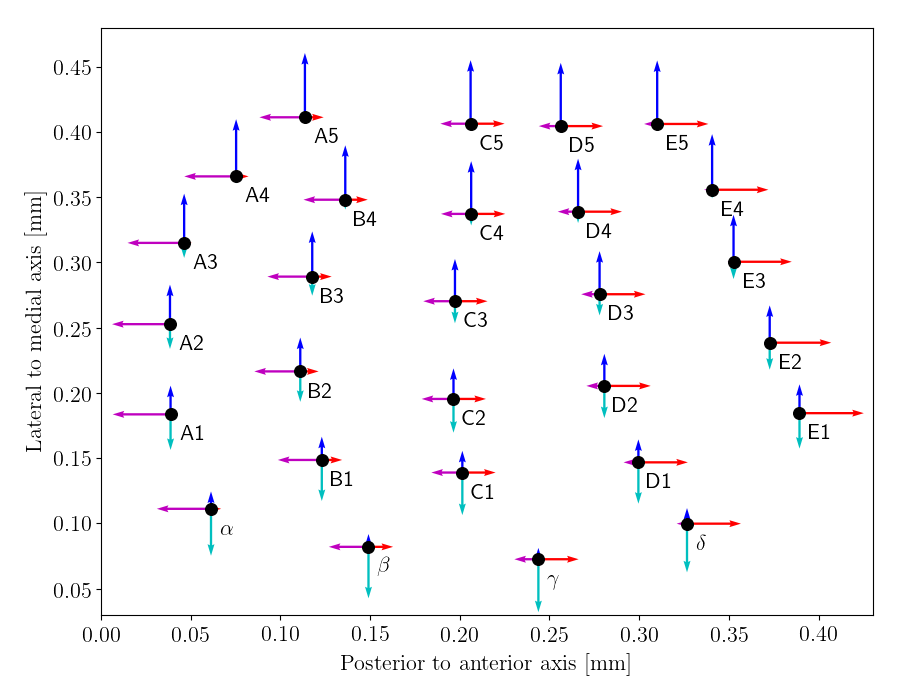 0.45
0.40
0.35
0.30
0.25
0.20
0.15
0.10
0.05
Lateral to medial axis [mm]
A5
C5
D5
E5
A4
B4
C4
D4
E4
A3
B3
C3
D3
E3
A2
B2
C2
D2
E2
A1
B1
C1
D1
E1
α
β
γ
δ
0.00 0.05 0.10 0.15 0.20 0.25 0.30 0.35 0.40
Posterior to anterior axis [mm]